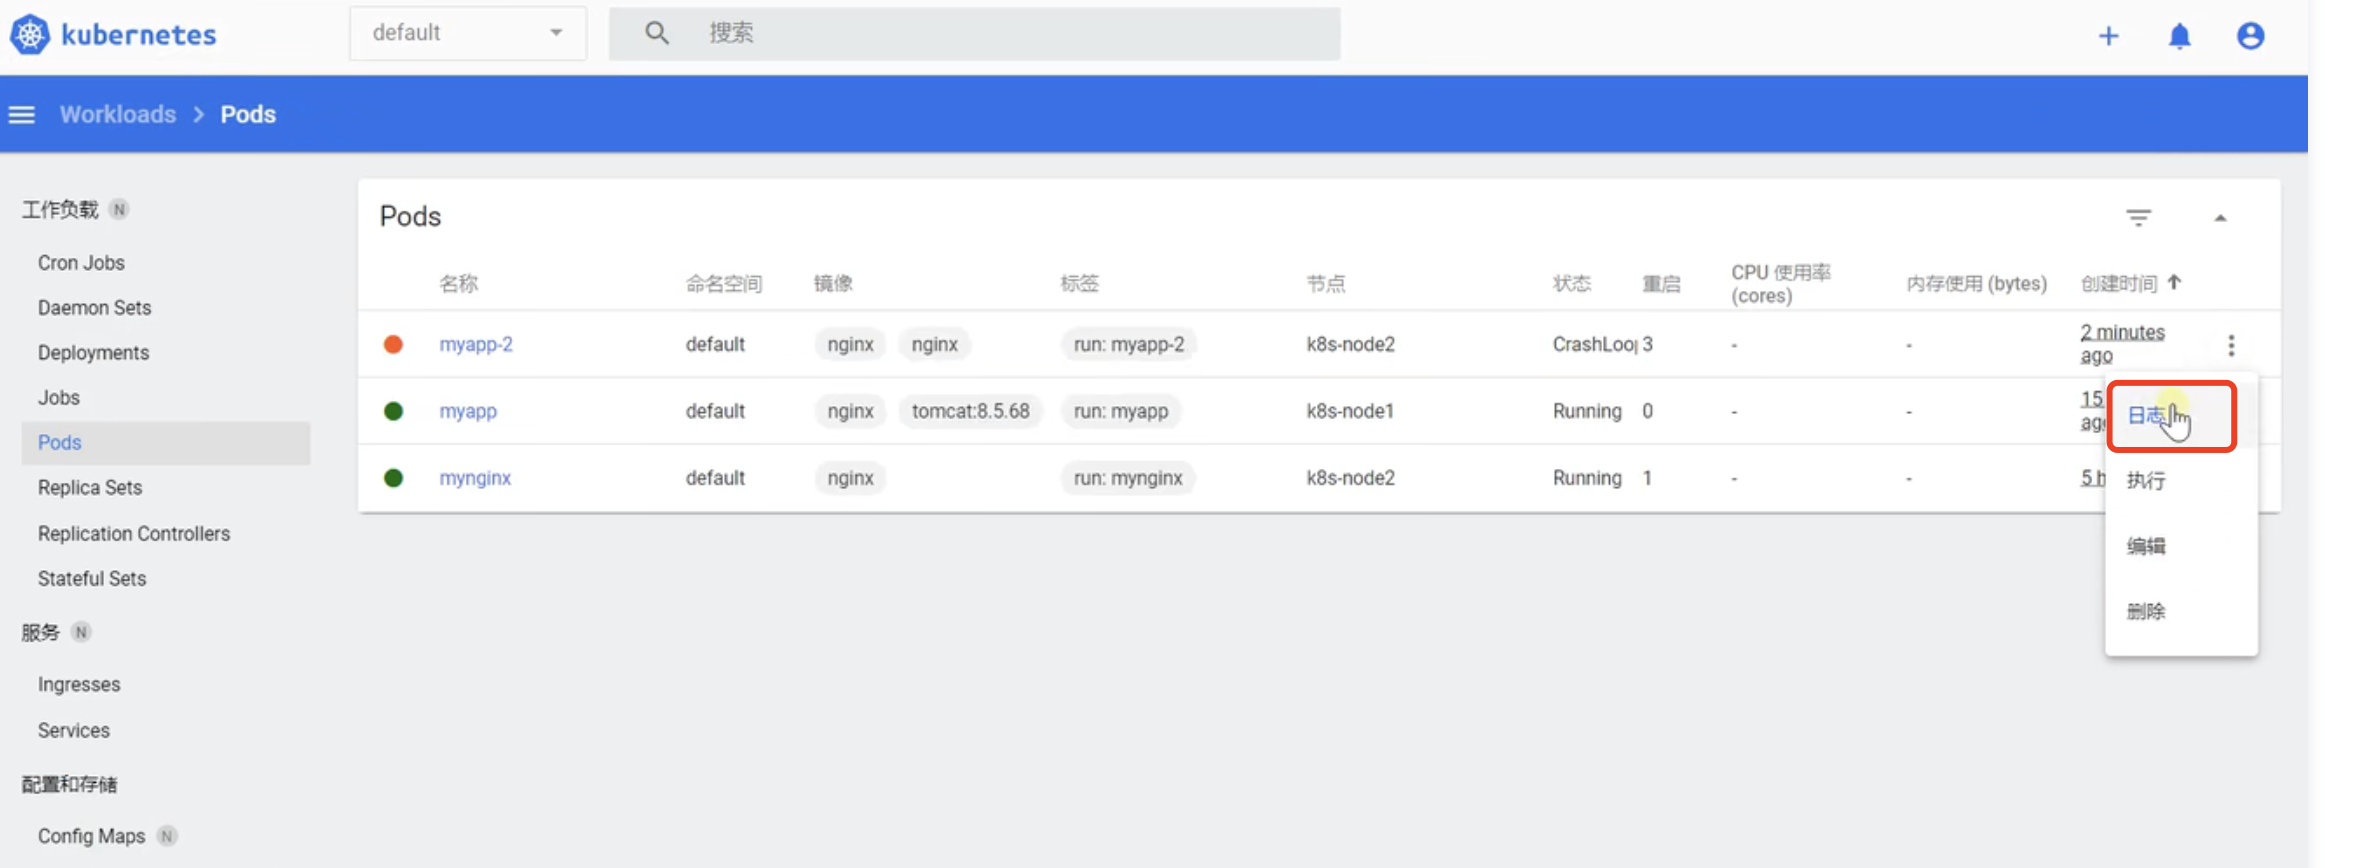 kubernetes
default
搜索
Workloads > Pods
工作负载 N
Cron Jobs
Daemon Sets
Deployments
Jobs
Pods
Replica Sets
Replication Controllers
Stateful Sets
服务 N
Ingresses
Services
配置和存储
Config Maps N
Pods
名称 命名空间 镜像 标签 节点 状态 重启 CPU 使用率 (cores) 内存使用 (bytes) 创建时间
myapp-2 default nginx nginx run: myapp-2 k8s-node2 CrashLoop 3 - - 2 minutes ago
myapp default nginx tomcat:8.5.68 run: myapp k8s-node1 Running 0 - - 15
mynginx default nginx run: mynginx k8s-node2 Running 1 - - 5 h
日志
执行
编辑
删除